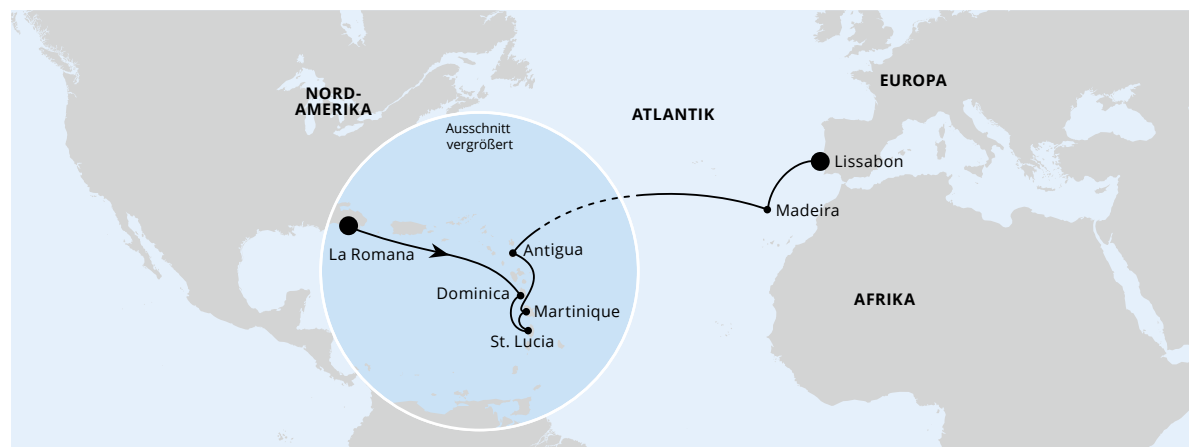 NORD-
AMERIKA
EUROPA
ATLANTIK
Ausschnitt
vergrößert
Lissabon
Madeira
La Romana
Antigua
Dominica
Martinique
St. Lucia
AFRIKA